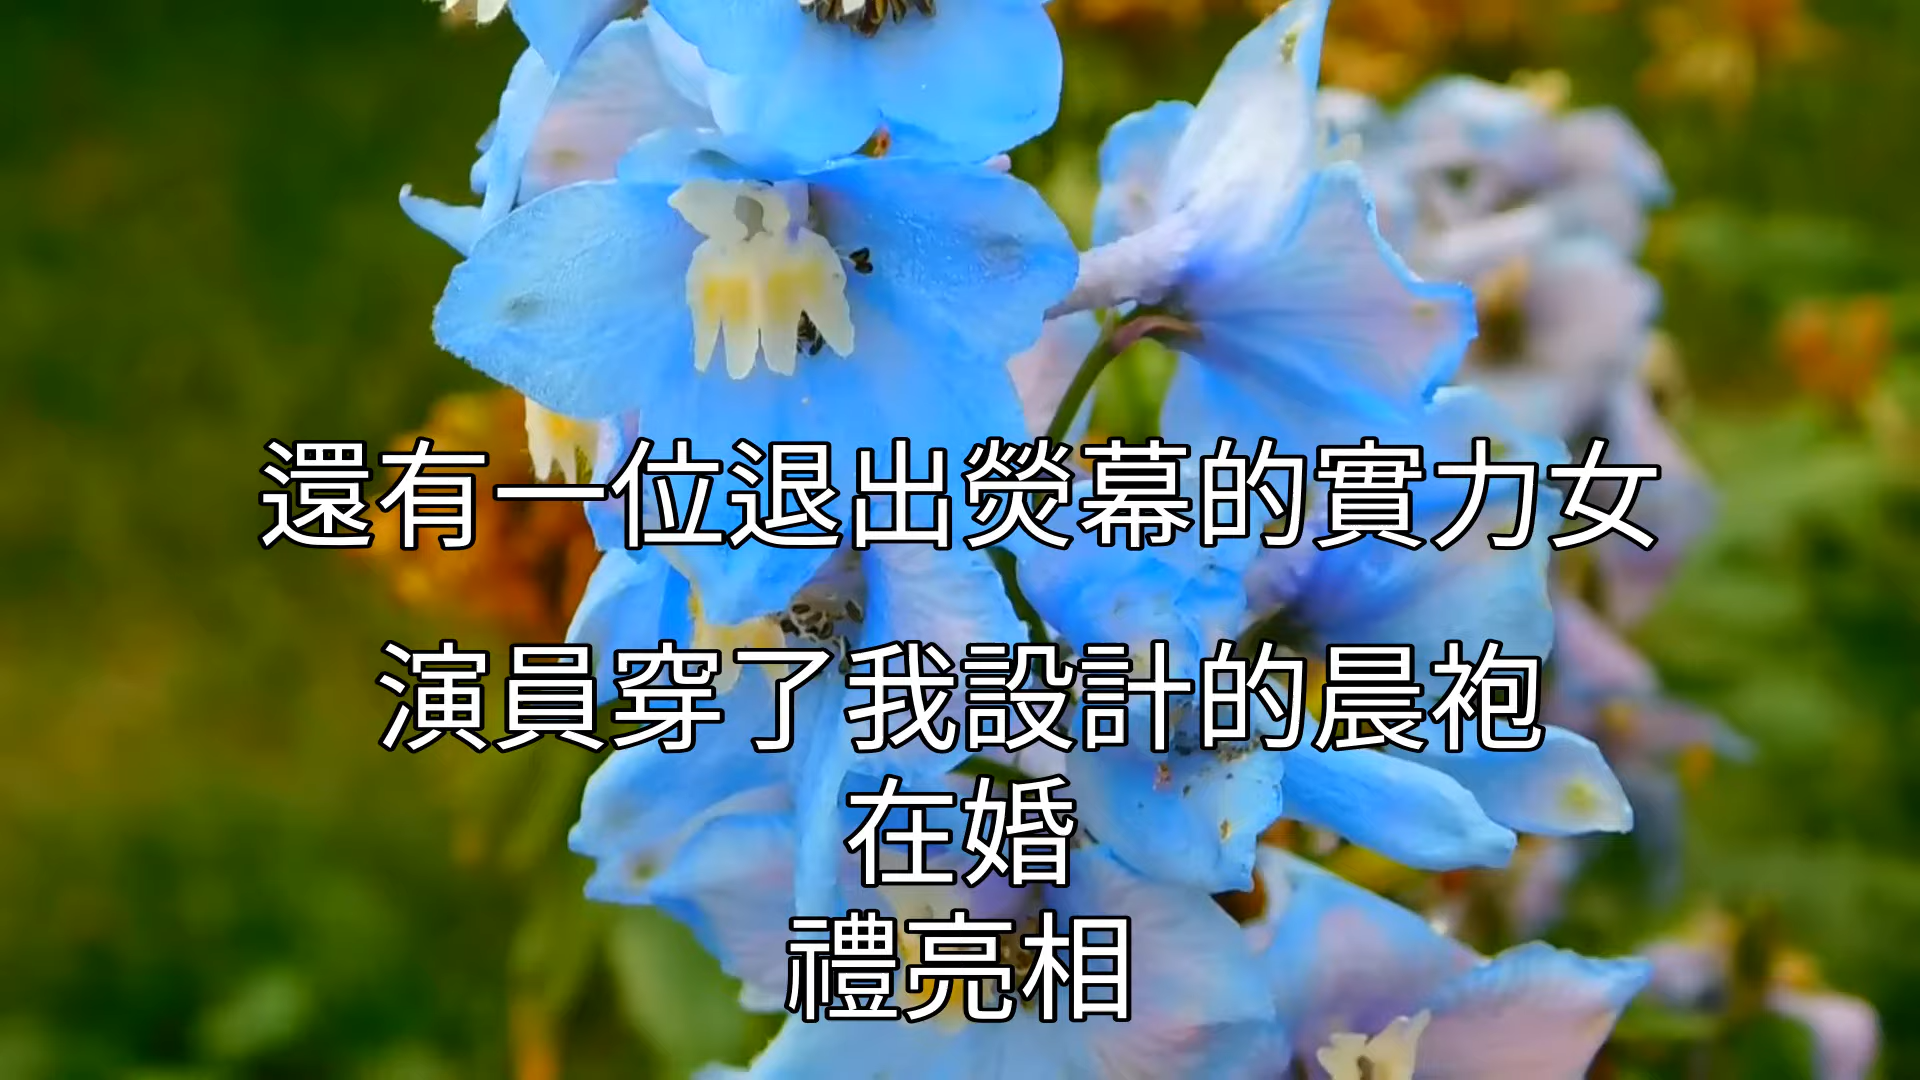 還有一位退出熒幕的實力女
演員穿了我設計的晨袍
在婚
禮亮相